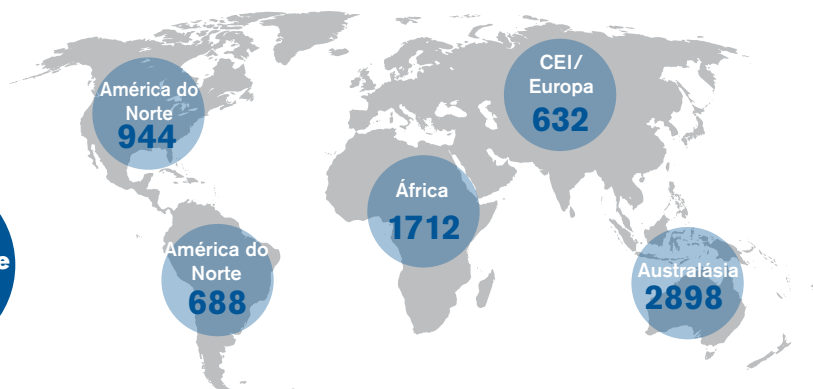 América do
Norte
944
CEI/
Europa
632
África
1712
e
América do
Norte
688
Australásia
2898